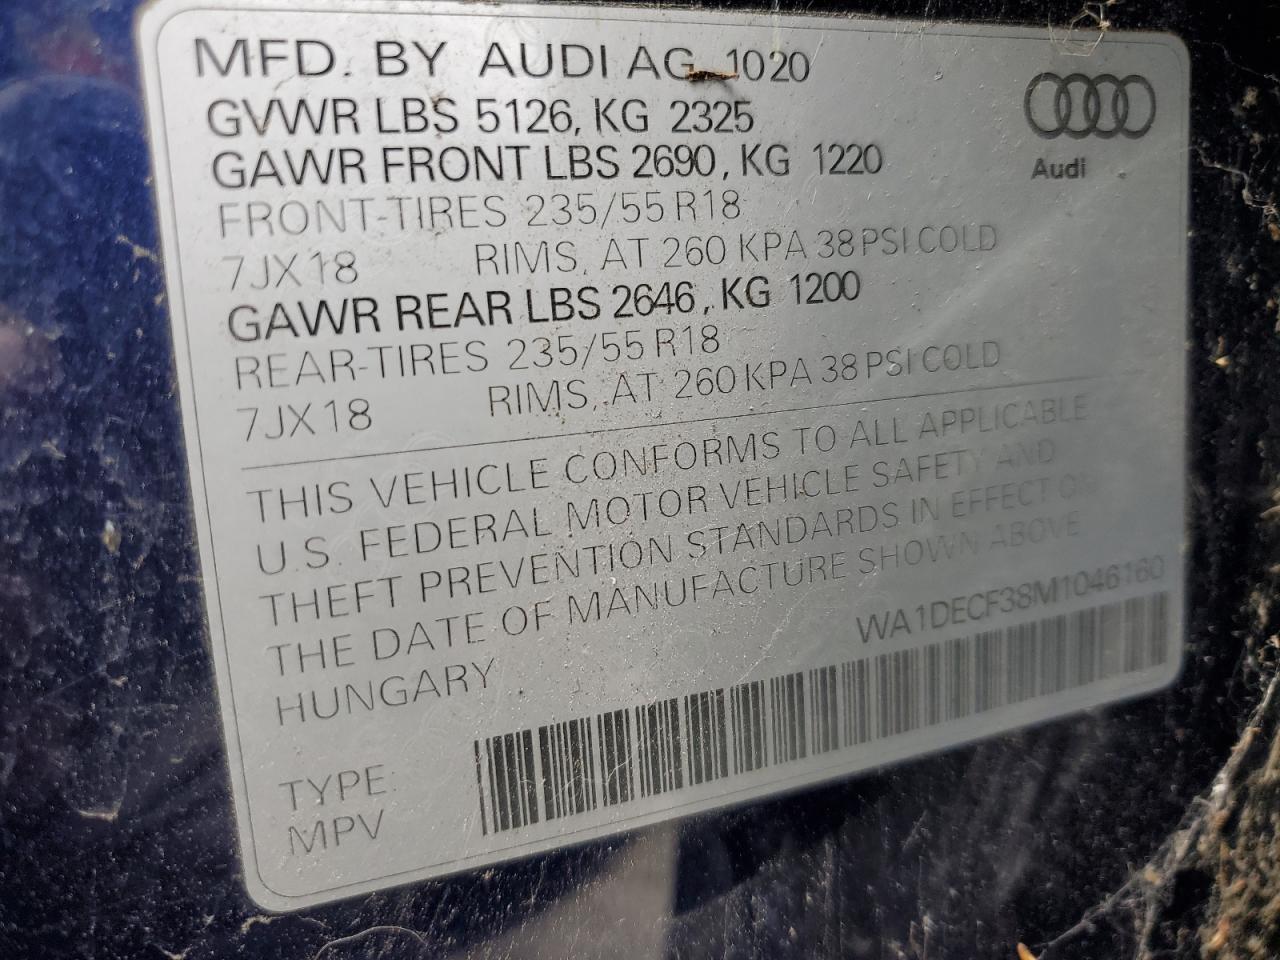 MFD. BY AUDI AG 1020
GVWR LBS 5126, KG 2325
GAWR FRONT LBS 2690, KG 1220
FRONT-TIRES 235/55 R18
7JX18 RIMS, AT 260 KPA 38 PSI COLD
GAWR REAR LBS 2646, KG 1200
REAR-TIRES 235/55 R18
7JX18 RIMS, AT 260 KPA 38 PSI COLD
THIS VEHICLE CONFORMS TO ALL APPLICABLE
U.S. FEDERAL MOTOR VEHICLE SAFETY AND
THEFT PREVENTION STANDARDS IN EFFECT ON
THE DATE OF MANUFACTURE SHOWN ABOVE
HUNGARY
WA1DECF38M1046160
TYPE:
MPV
Audi